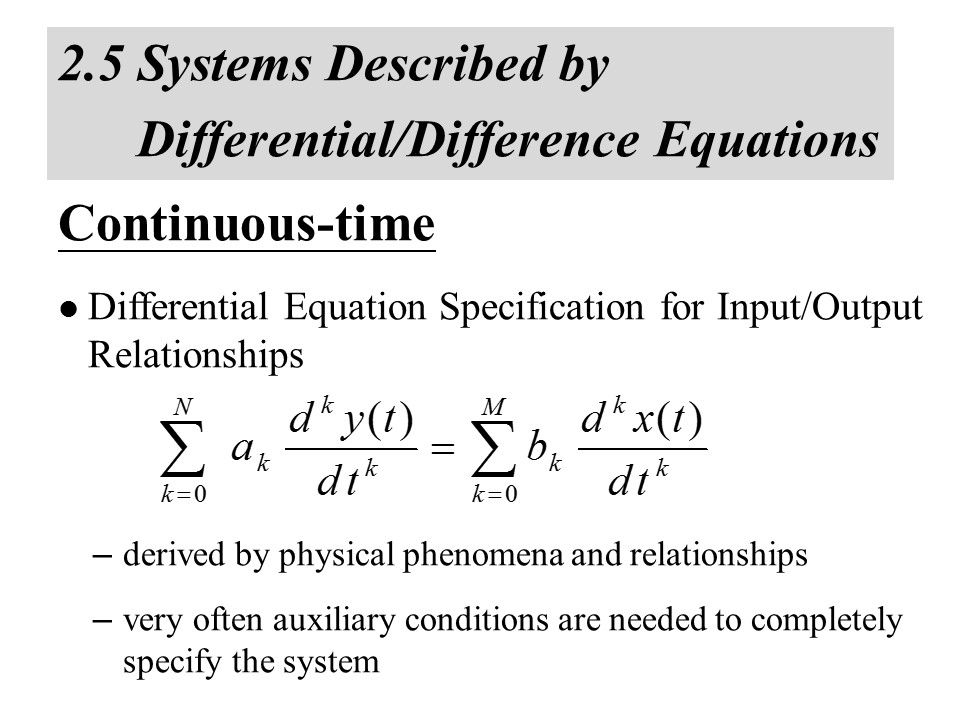 2.5 Systems Described by
Differential/Difference Equations
Continuous-time
● Differential Equation Specification for Input/Output
Relationships
\sum_{k=0}^{N} a_k \frac{d^k y(t)}{dt^k} = \sum_{k=0}^{M} b_k \frac{d^k x(t)}{dt^k}
– derived by physical phenomena and relationships
– very often auxiliary conditions are needed to completely
specify the system